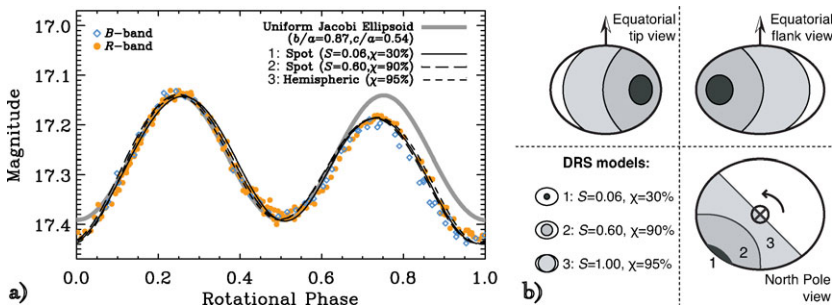 B-band
R-band
Uniform Jacobi Ellipsoid
(b/a=0.87,c/a=0.54)
1: Spot (S=0.06, χ=30%)
2: Spot (S=0.60, χ=90%)
3: Hemispheric (χ=95%)
17.0
17.1
17.2
17.3
17.4
Magnitude
0.0
0.2
0.4
0.6
0.8
1.0
Rotational Phase
a)
Equatorial
tip view
Equatorial
flank view
DRS models:
1: S=0.06, χ=30%
2: S=0.60, χ=90%
3: S=1.00, χ=95%
1
2
3
North Pole
view
b)